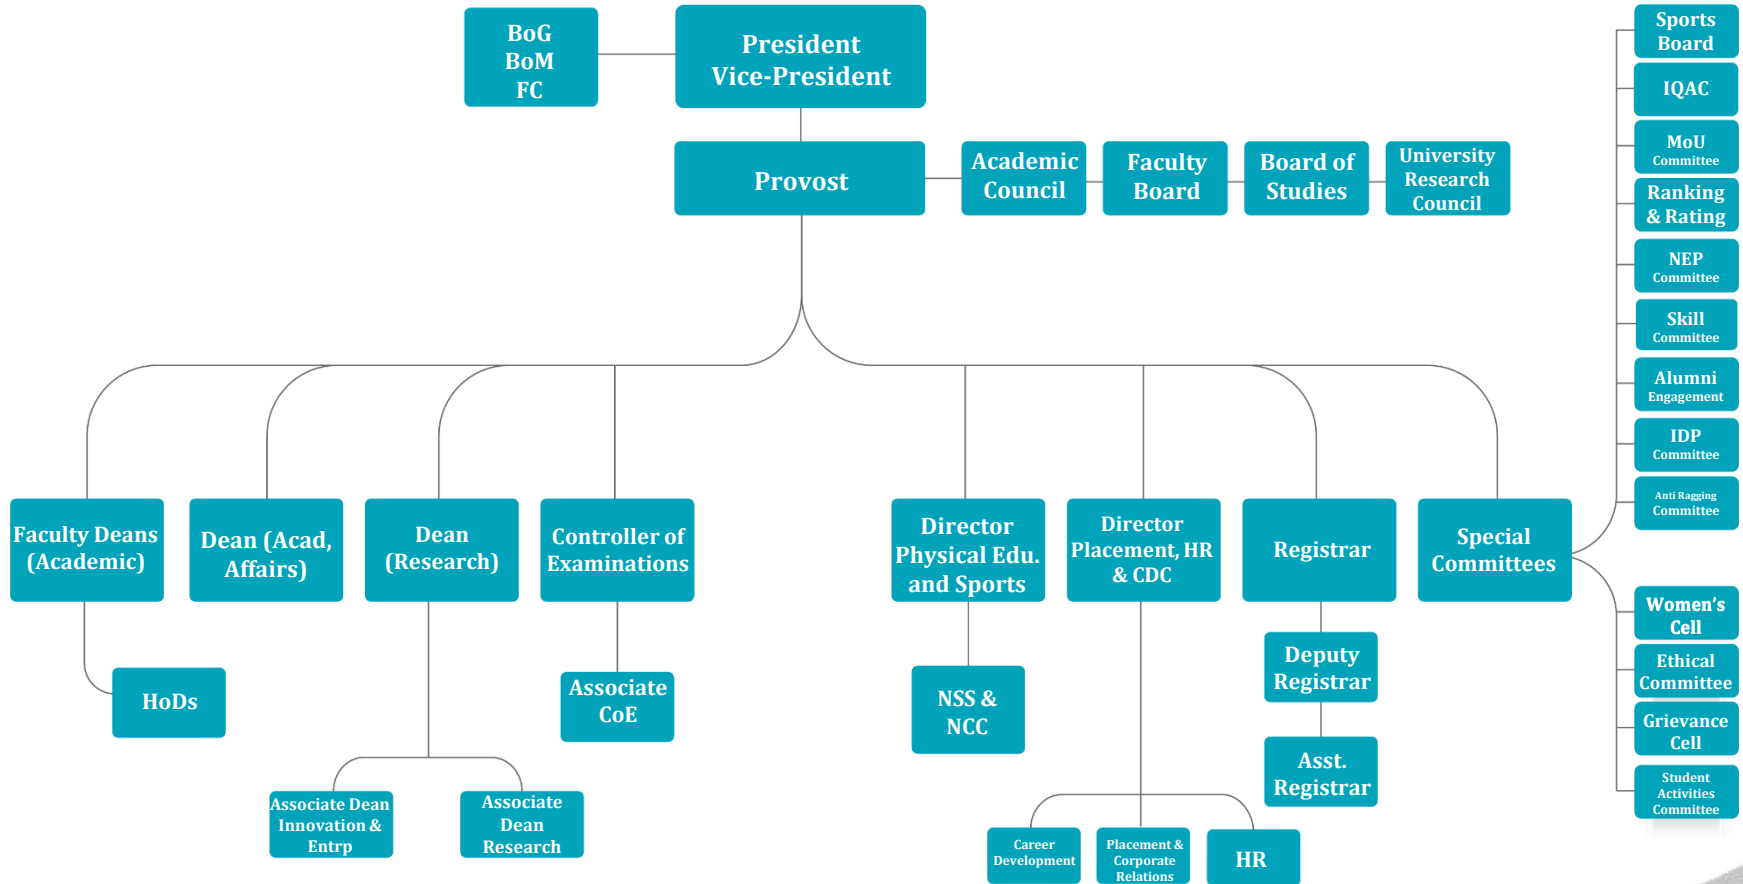 BoG
BoM
FC
President
Vice-President
Provost
Academic
Council
Faculty
Board
Board of
Studies
University
Research
Council
Sports
Board
IQAC
MoU
Committee
Ranking
& Rating
NEP
Committee
Skill
Committee
Alumni
Engagement
IDP
Committee
Anti Ragging
Committee
Faculty Deans
(Academic)
Dean (Acad,
Affairs)
Dean
(Research)
Controller of
Examinations
Director
Physical Edu.
and Sports
Director
Placement, HR
& CDC
Registrar
Special
Committees
Women's
Cell
Ethical
Committee
Grievance
Cell
Student
Activities
Committee
HoDs
Associate
CoE
NSS &
NCC
Deputy
Registrar
Asst.
Registrar
Associate Dean
Innovation &
Entrp
Associate
Dean
Research
Career
Development
Placement &
Corporate
Relations
HR